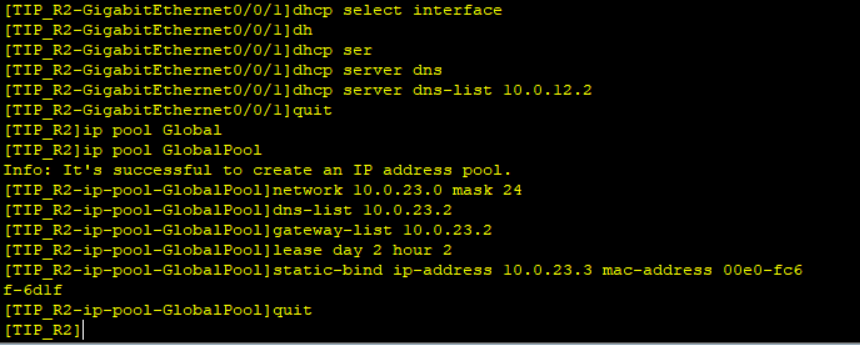 [TIP_R2-GigabitEthernet0/0/1]dhcp select interface
[TIP_R2-GigabitEthernet0/0/1]dh
[TIP_R2-GigabitEthernet0/0/1]dhcp ser
[TIP_R2-GigabitEthernet0/0/1]dhcp server dns
[TIP_R2-GigabitEthernet0/0/1]dhcp server dns-list 10.0.12.2
[TIP_R2-GigabitEthernet0/0/1]quit
[TIP_R2]ip pool Global
[TIP_R2]ip pool GlobalPool
Info: It's successful to create an IP address pool.
[TIP_R2-ip-pool-GlobalPool]network 10.0.23.0 mask 24
[TIP_R2-ip-pool-GlobalPool]dns-list 10.0.23.2
[TIP_R2-ip-pool-GlobalPool]gateway-list 10.0.23.2
[TIP_R2-ip-pool-GlobalPool]lease day 2 hour 2
[TIP_R2-ip-pool-GlobalPool]static-bind ip-address 10.0.23.3 mac-address 00e0-fc6
f-6d1f
[TIP_R2-ip-pool-GlobalPool]quit
[TIP_R2]